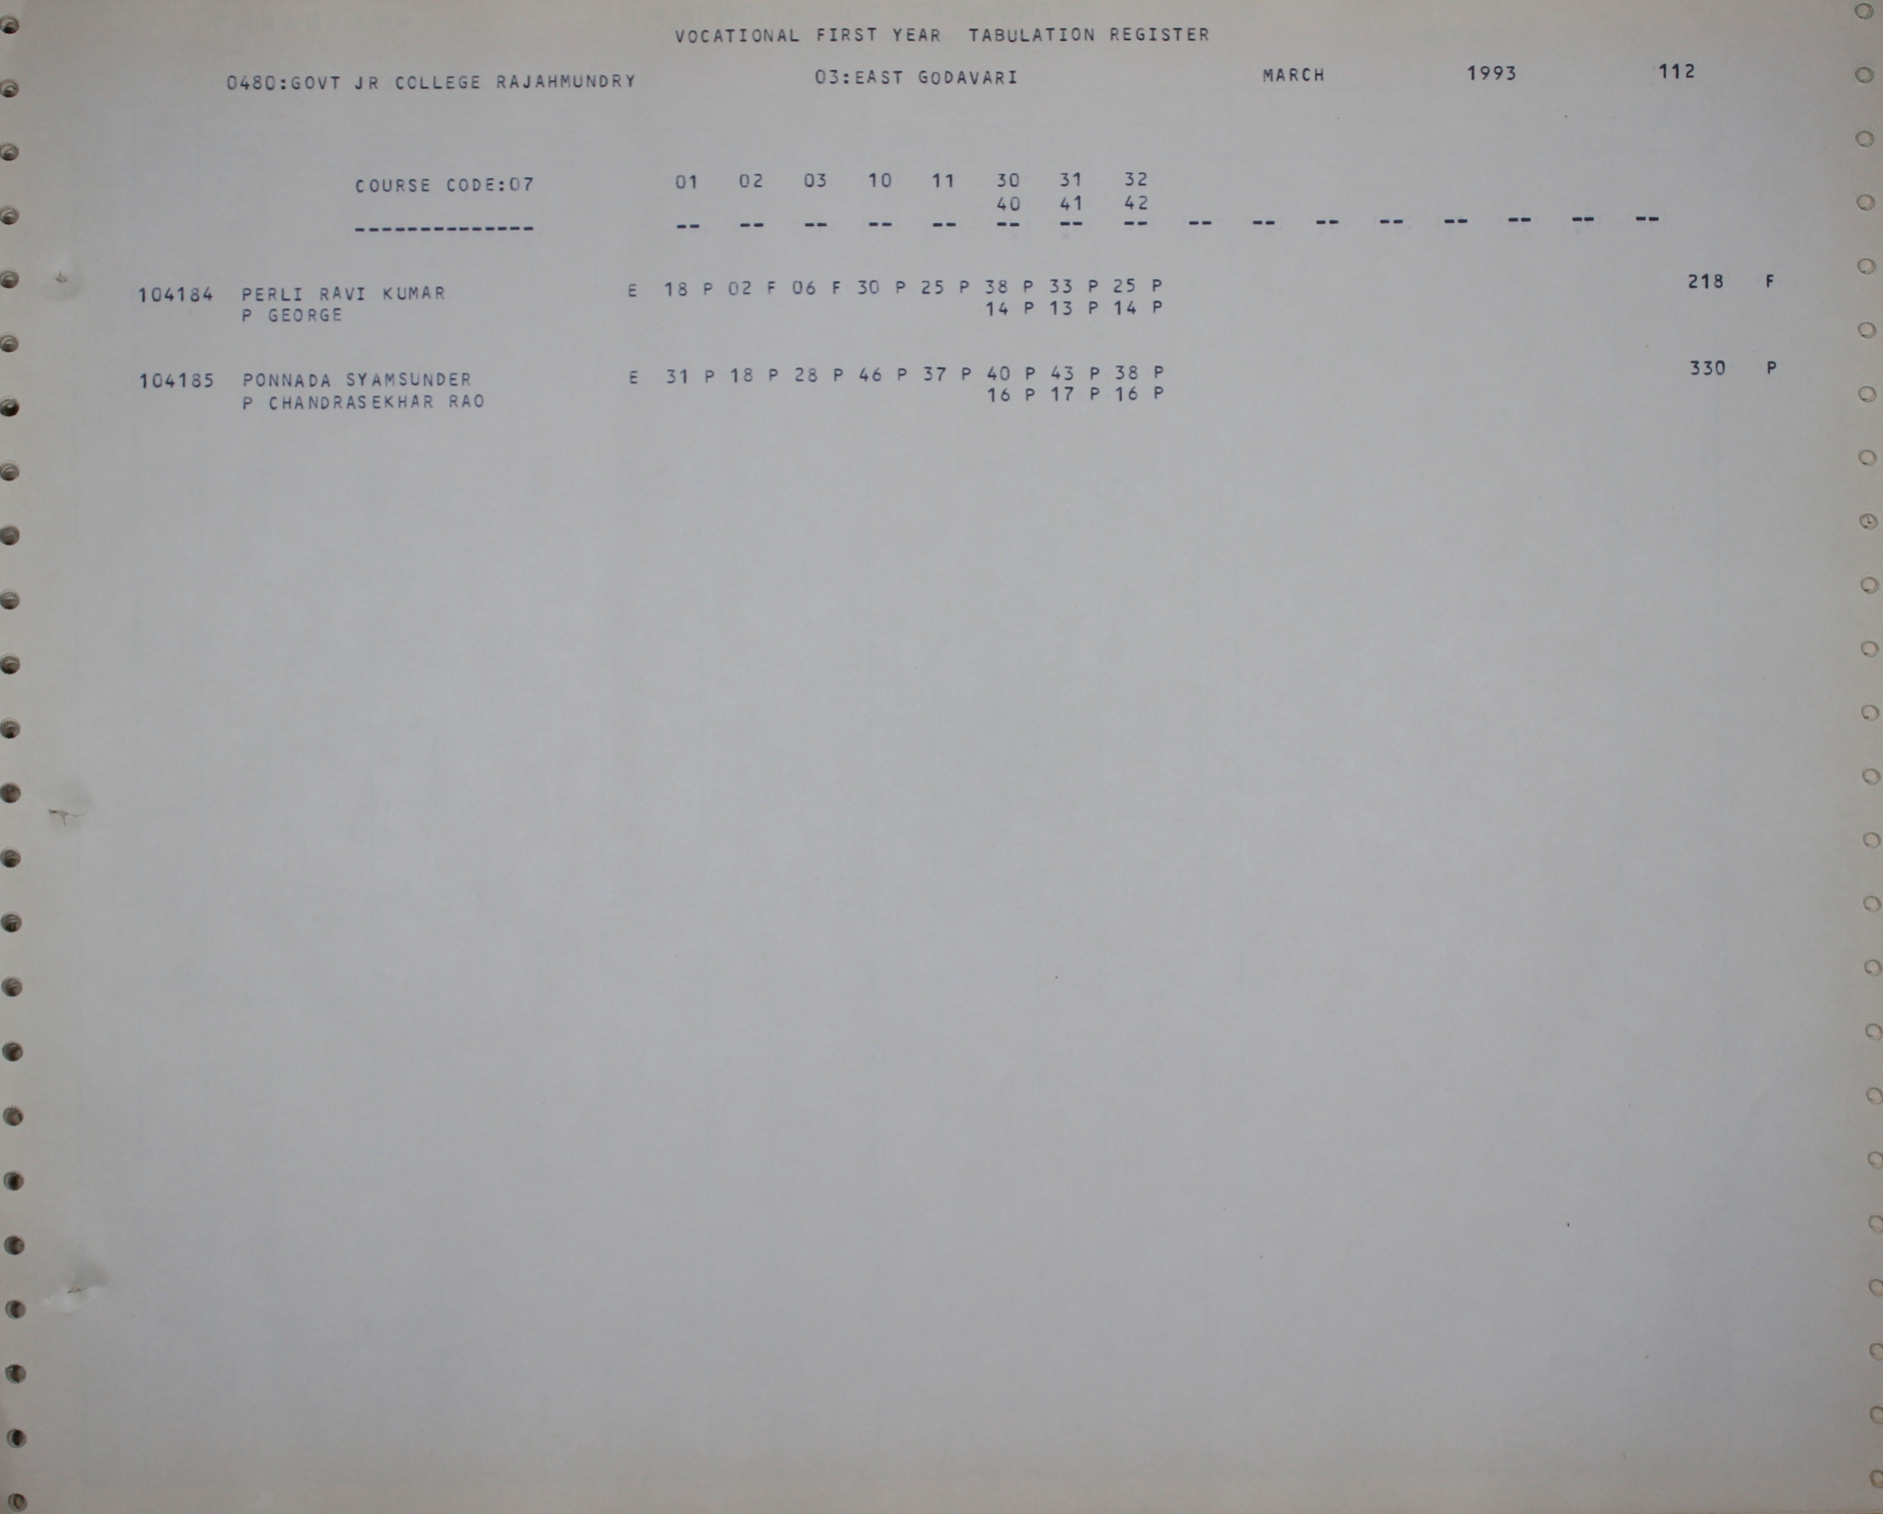 VOCATIONAL FIRST YEAR TABULATION REGISTER
0480:GOVT JR COLLEGE RAJAHMUNDRY 03:EAST GODAVARI MARCH 1993 112
COURSE CODE:07 01 02 03 10 11 30 31 32
40 41 42
-------------- -- -- -- -- -- -- -- -- -- -- -- -- -- -- -- --
104184 PERLI RAVI KUMAR E 18 P 02 F 06 F 30 P 25 P 38 P 33 P 25 P 218 F
P GEORGE 14 P 13 P 14 P
104185 PONNADA SYAMSUNDER E 31 P 18 P 28 P 46 P 37 P 40 P 43 P 38 P 330 P
P CHANDRASEKHAR RAO 16 P 17 P 16 P